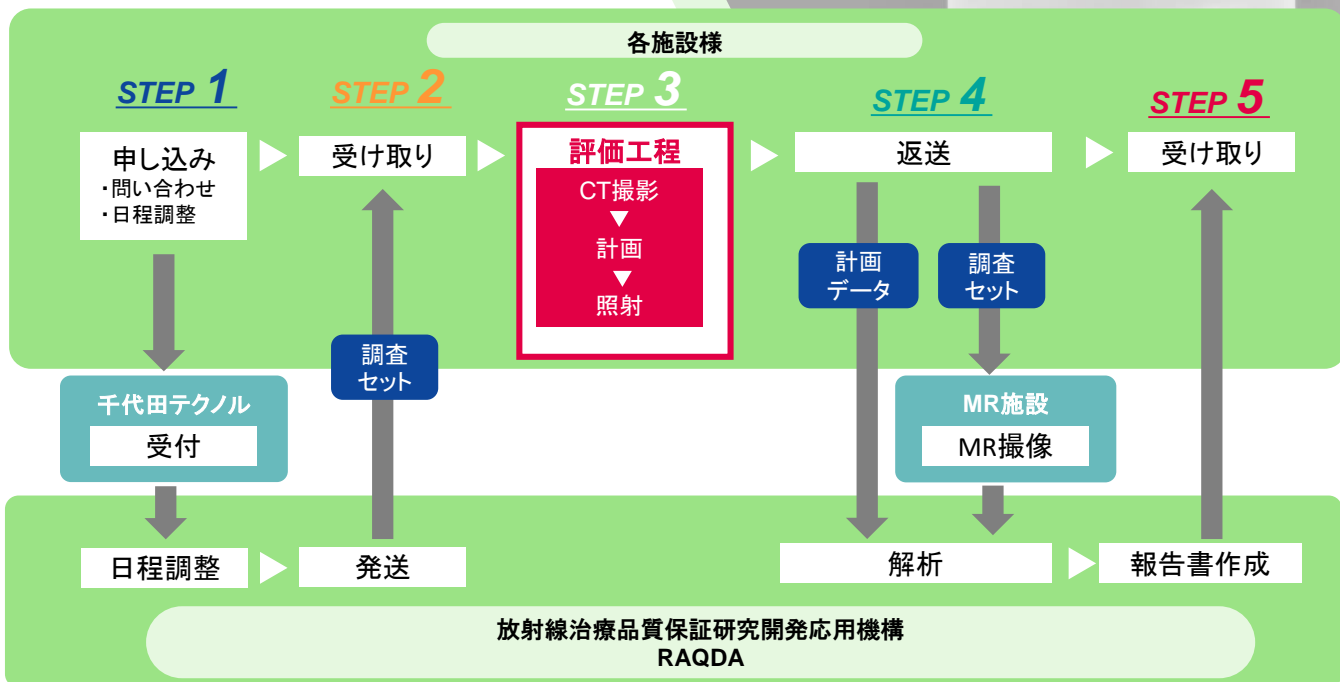 各施設様
STEP 1
STEP 2
STEP 3
STEP 4
STEP 5
申し込み
・問い合わせ
・日程調整
受け取り
評価工程
CT撮影
計画
照射
返送
受け取り
計画
データ
調査
セット
調査
セット
千代田テクノル
受付
MR施設
MR撮像
日程調整
発送
解析
報告書作成
放射線治療品質保証研究開発応用機構
RAQDA